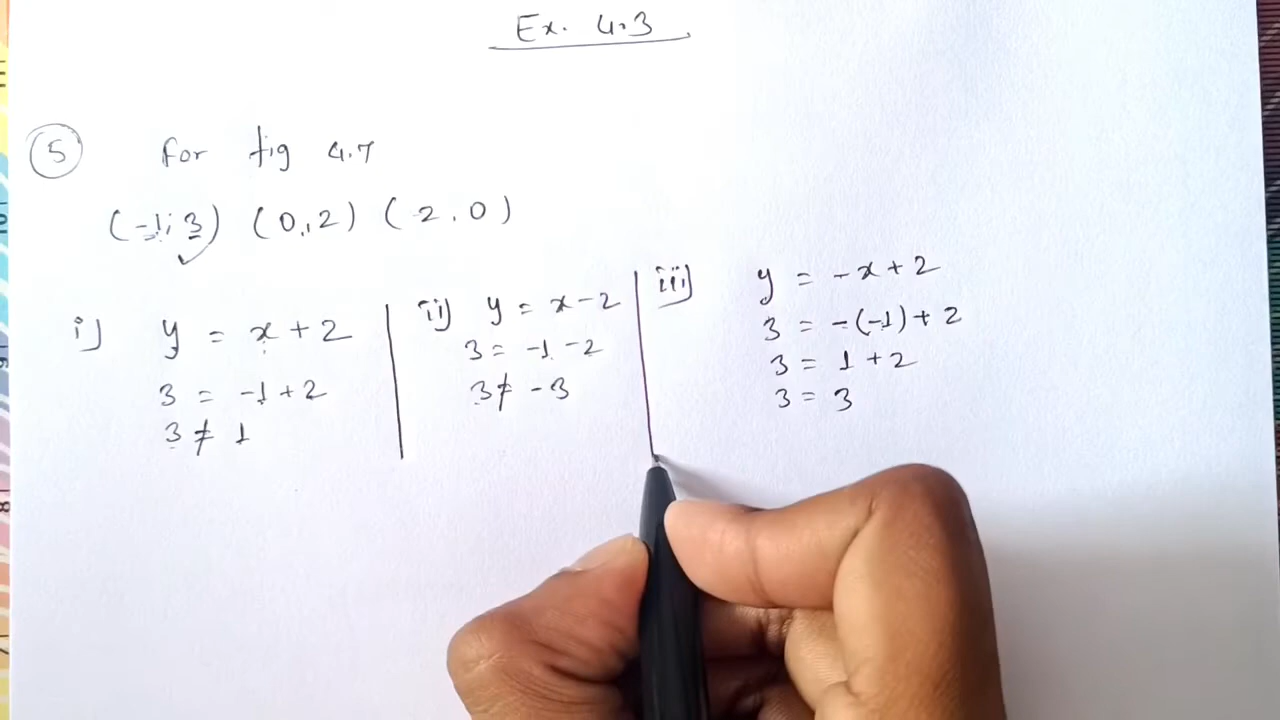 Ex. 4.3
5 For fig 4.7
(-1, 3) (0, 2) (2, 0)
i) y = x + 2
3 = -1 + 2
3 ≠ 1
ii) y = x - 2
3 = -1 - 2
3 ≠ -3
iii) y = -x + 2
3 = -(-1) + 2
3 = 1 + 2
3 = 3